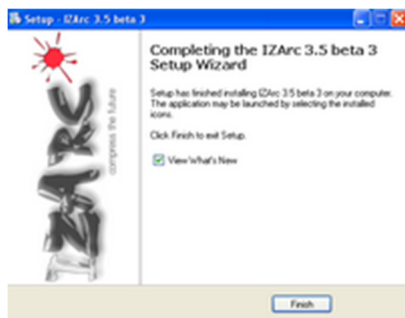 Setup - IZArc 3.5 beta 3
Completing the IZArc 3.5 beta 3
Setup Wizard
Setup has finished installing IZArc 3.5 beta 3 on your computer.
The application may be launched by selecting the installed
icons.
Click Finish to exit Setup.
View What's New
IZARC
compress the future
Finish